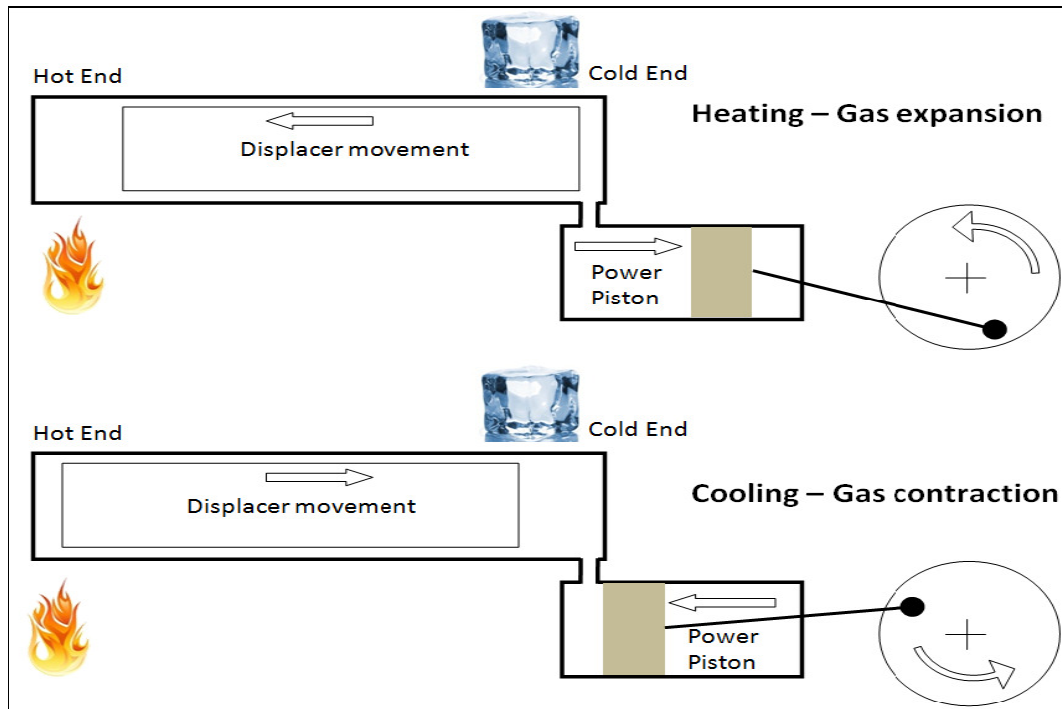 Hot End
Cold End
Heating – Gas expansion
Displacer movement
Power
Piston
Hot End
Cold End
Cooling – Gas contraction
Displacer movement
Power
Piston